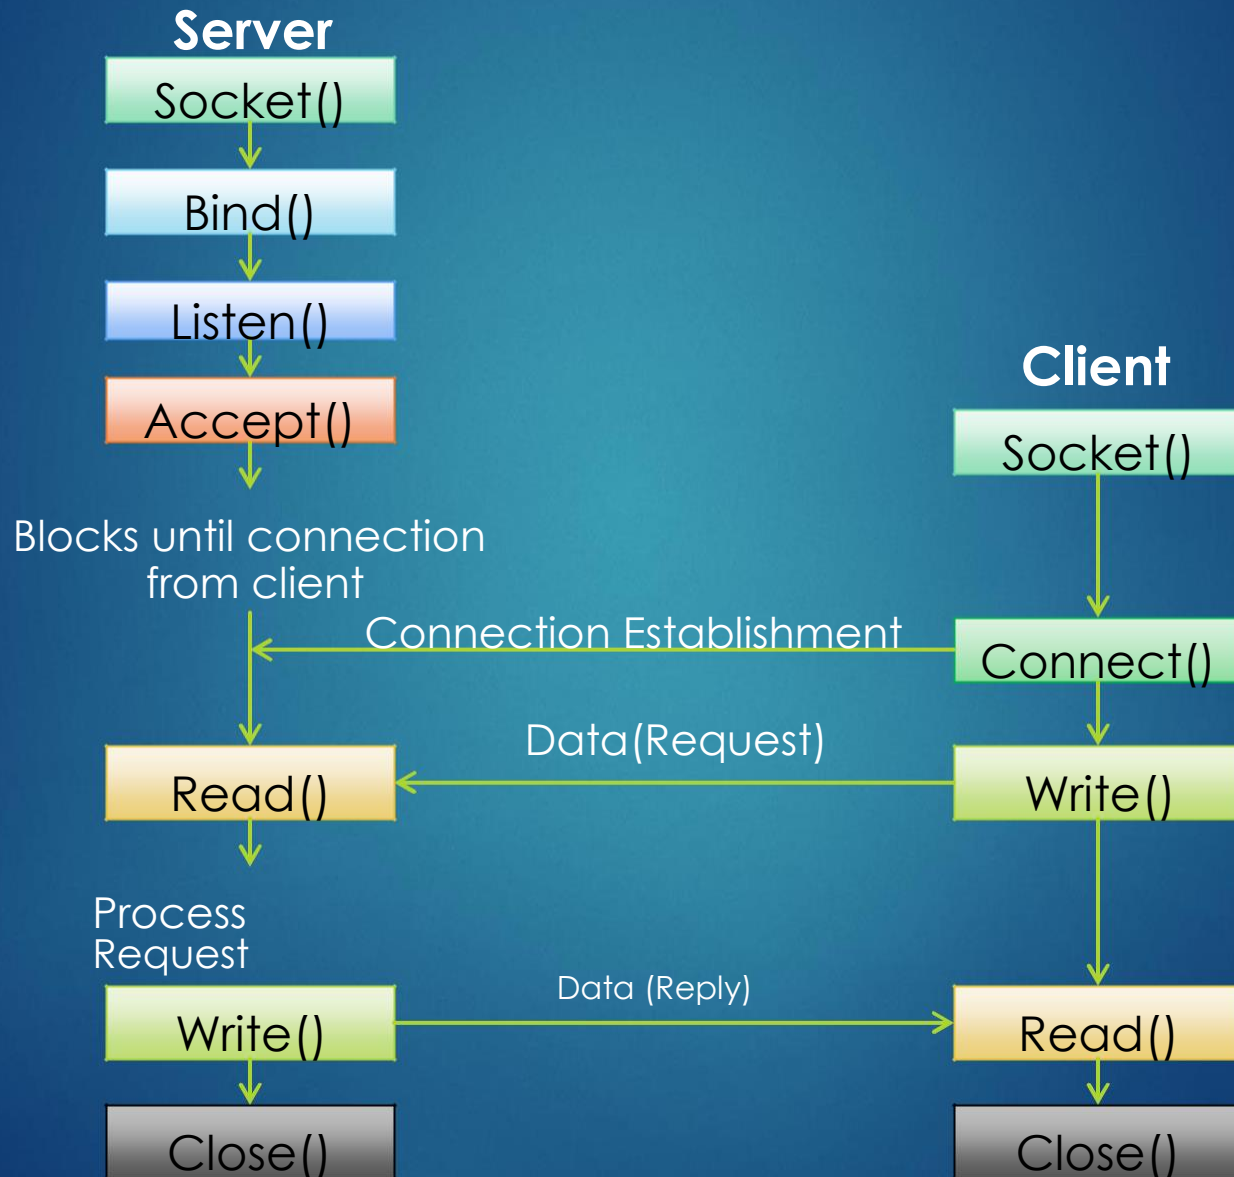 Server
Socket()
Bind()
Listen()
Accept()
Blocks until connection
from client
Client
Socket()
Connection Establishment
Connect()
Data(Request)
Read()
Write()
Process
Request
Data (Reply)
Write()
Read()
Close()
Close()